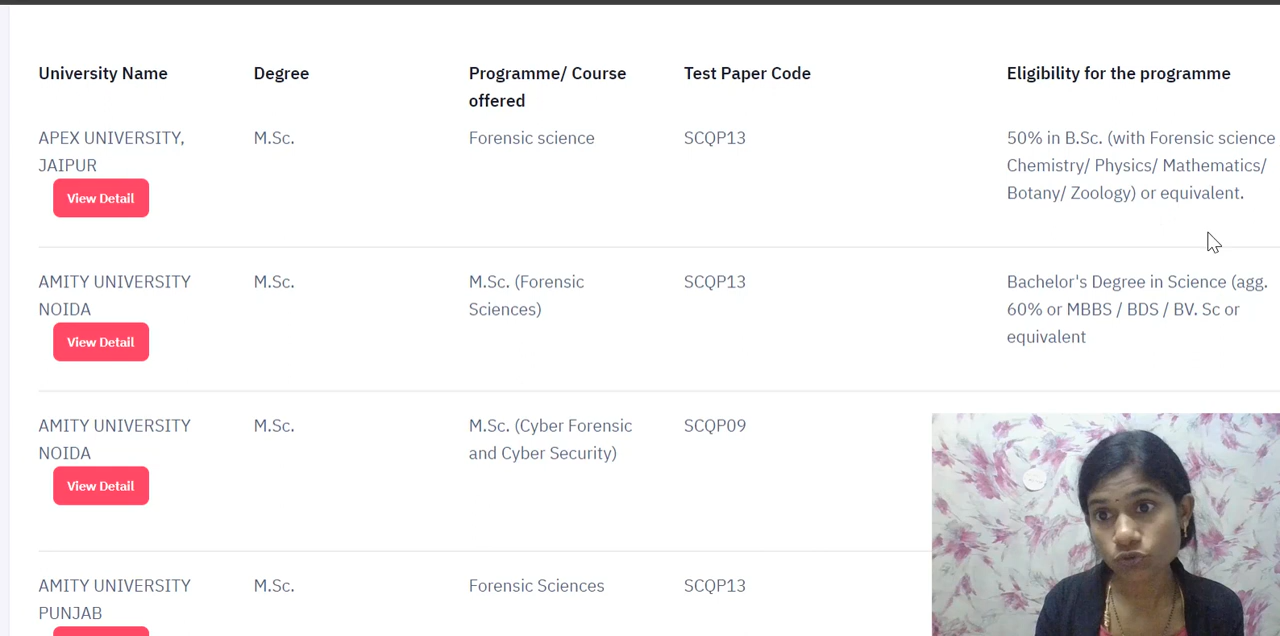 University Name
Degree
Programme/ Course
offered
Test Paper Code
Eligibility for the programme
APEX UNIVERSITY,
JAIPUR
View Detail
M.Sc.
Forensic science
SCQP13
50% in B.Sc. (with Forensic science
Chemistry/ Physics/ Mathematics/
Botany/ Zoology) or equivalent.
AMITY UNIVERSITY
NOIDA
View Detail
M.Sc.
M.Sc. (Forensic
Sciences)
SCQP13
Bachelor's Degree in Science (agg.
60% or MBBS / BDS / BV. Sc or
equivalent
AMITY UNIVERSITY
NOIDA
View Detail
M.Sc.
M.Sc. (Cyber Forensic
and Cyber Security)
SCQP09
AMITY UNIVERSITY
PUNJAB
M.Sc.
Forensic Sciences
SCQP13